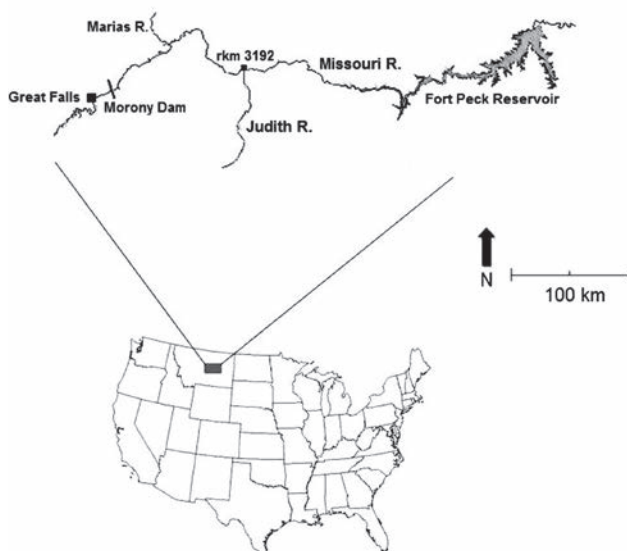 Marias R.
rkm 3192
Missouri R.
Great Falls
Morony Dam
Fort Peck Reservoir
Judith R.
N
100 km